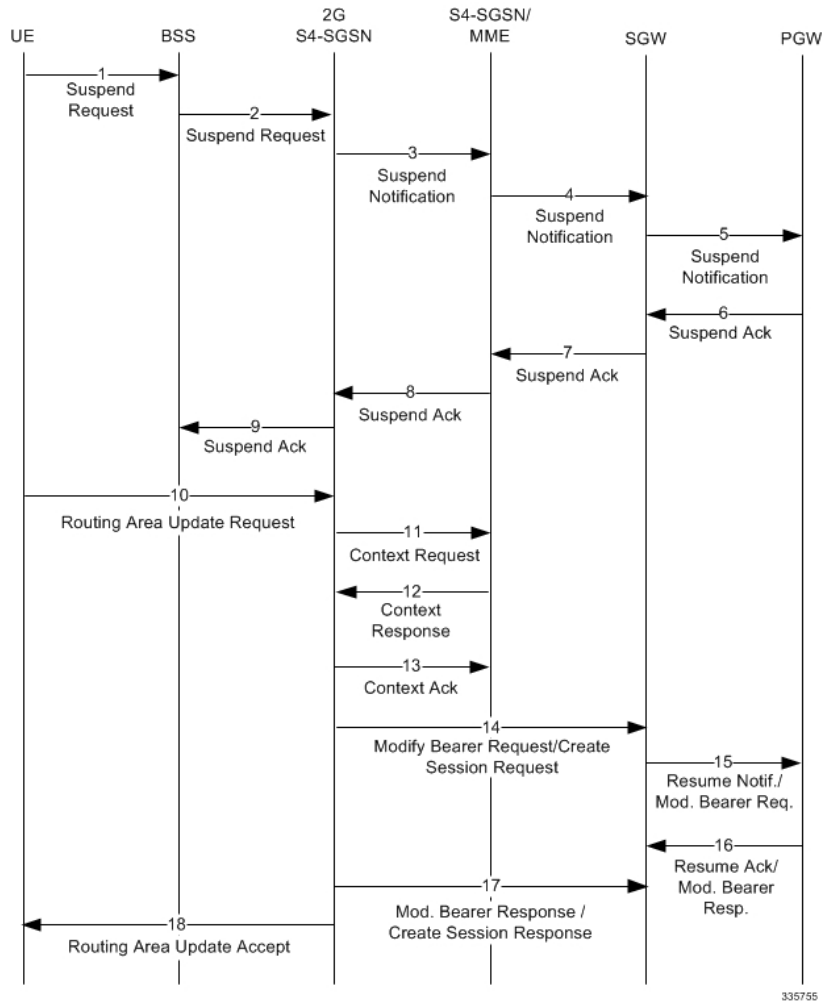 2G
S4-SGSN/
UE
BSS
S4-SGSN
MME
SGW
PGW
1
Suspend
Request
2
Suspend Request
3
Suspend
Notification
4
Suspend
Notification
5
Suspend
Notification
6
Suspend Ack
7
Suspend Ack
8
Suspend Ack
9
Suspend Ack
10
Routing Area Update Request
11
Context Request
12
Context
Response
13
Context Ack
14
Modify Bearer Request/Create
Session Request
15
Resume Notif./
Mod. Bearer Req.
16
Resume Ack/
Mod. Bearer
Resp.
17
Mod. Bearer Response /
Create Session Response
18
Routing Area Update Accept
335755